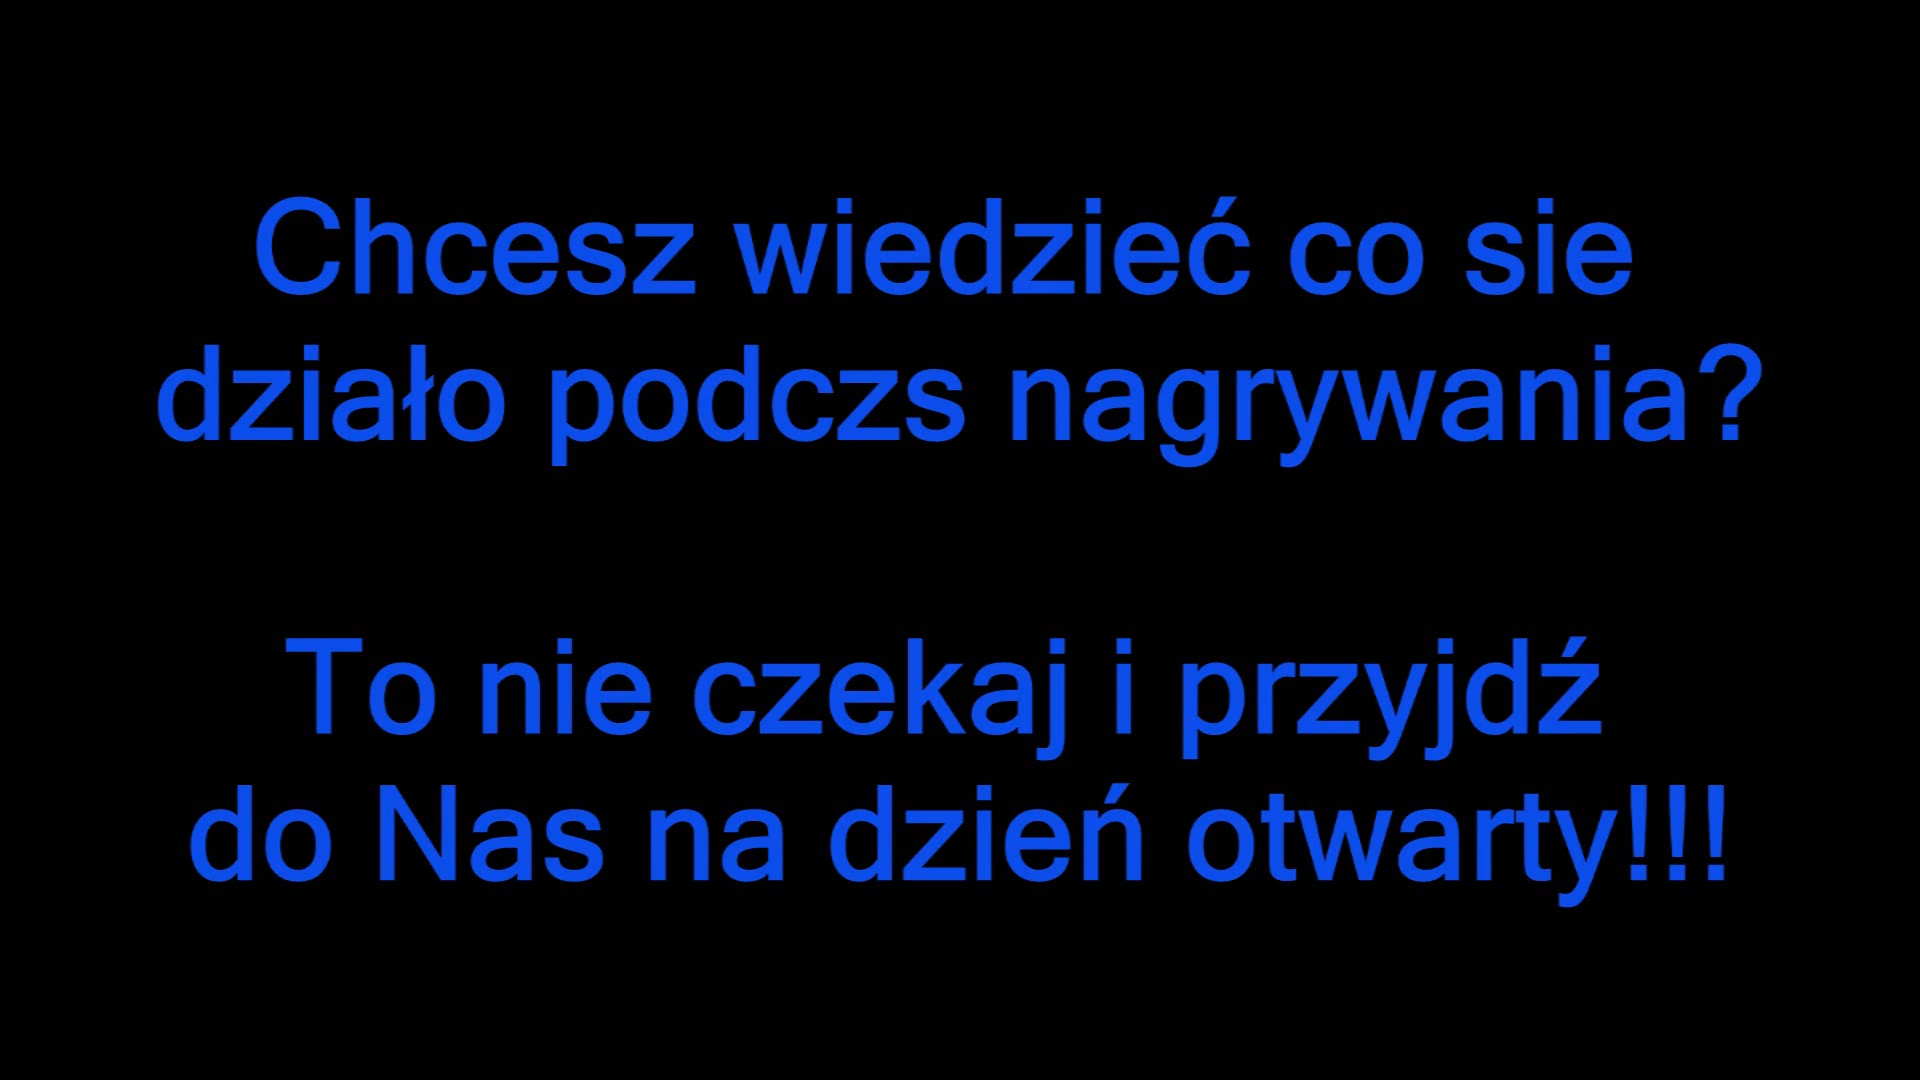 Chcesz wiedzieć co sie
działo podczs nagrywania?
To nie czekaj i przyjdź
do Nas na dzień otwarty!!!